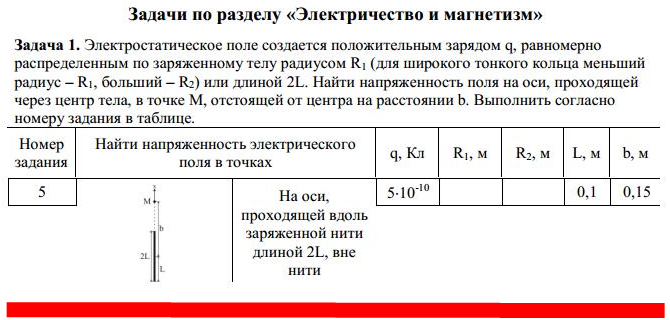 Задачи по разделу «Электричество и магнетизм»
Задача 1. Электростатическое поле создается положительным зарядом q, равномерно
распределенным по заряженному телу радиусом R₁ (для широкого тонкого кольца меньший
радиус – R₁, больший – R₂) или длиной 2L. Найти напряженность поля на оси, проходящей
через центр тела, в точке М, отстоящей от центра на расстоянии b. Выполнить согласно
номеру задания в таблице.
Номер задания
Найти напряженность электрического поля в точках
q, Кл
R₁, м
R₂, м
L, м
b, м
5
M
b
2L
L
На оси,
проходящей вдоль
заряженной нити
длиной 2L, вне
нити
5·10⁻¹⁰
0,1
0,15